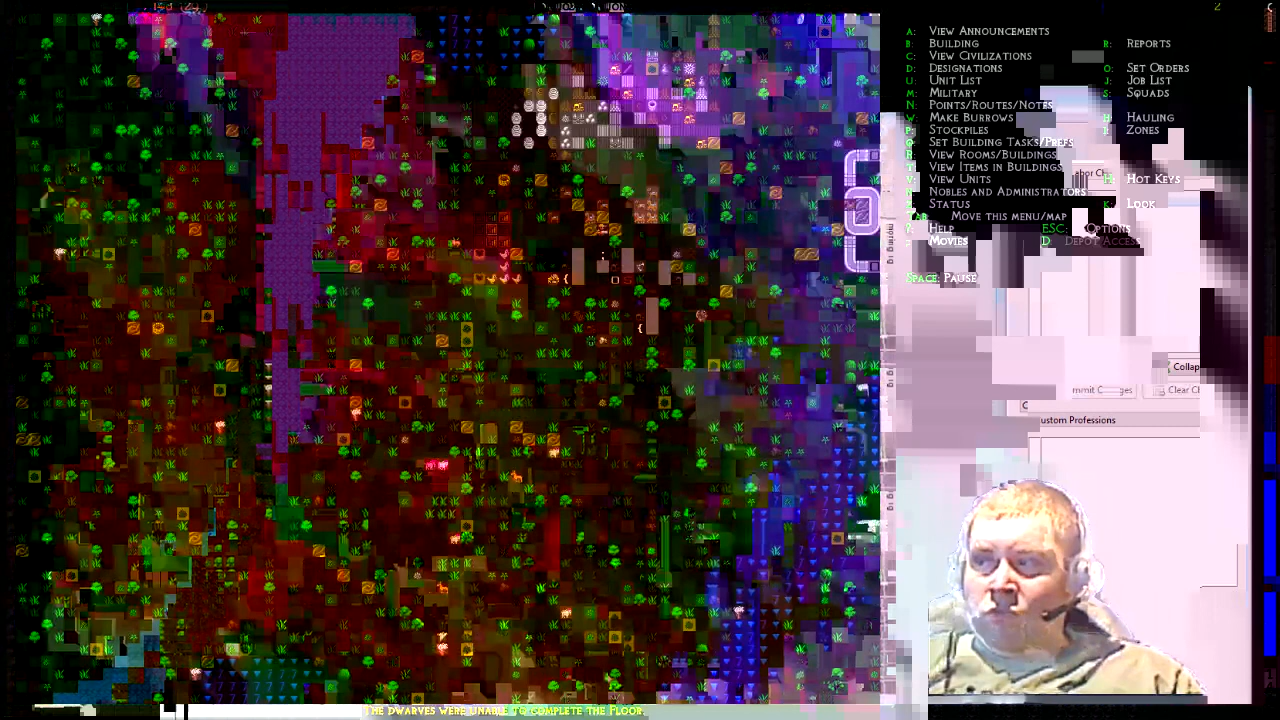 A: VIEW ANNOUNCEMENTS
B: BUILDING R: REPORTS
C: VIEW CIVILIZATIONS
D: DESIGNATIONS O: SET ORDERS
U: UNIT LIST J: JOB LIST
M: MILITARY S: SQUADS
N: POINTS/ROUTES/NOTES
W: MAKE BURROWS H: HAULING
P: STOCKPILES I: ZONES
Q: SET BUILDING TASKS/PREFS
R: VIEW ROOMS/BUILDINGS
T: VIEW ITEMS IN BUILDINGS
V: VIEW UNITS HOT KEYS
NOBLES AND ADMINISTRATORS
STATUS K: LOOK
MOVE THIS MENU/MAP
?: HELP ESC: OPTIONS
MOVIES D: DEPOT ACCESS
SPACE: PAUSE
Collap
mmit Changes Clear Ch
ustom Professions
THE DWARVES WERE UNABLE TO COMPLETE THE FLOOR.